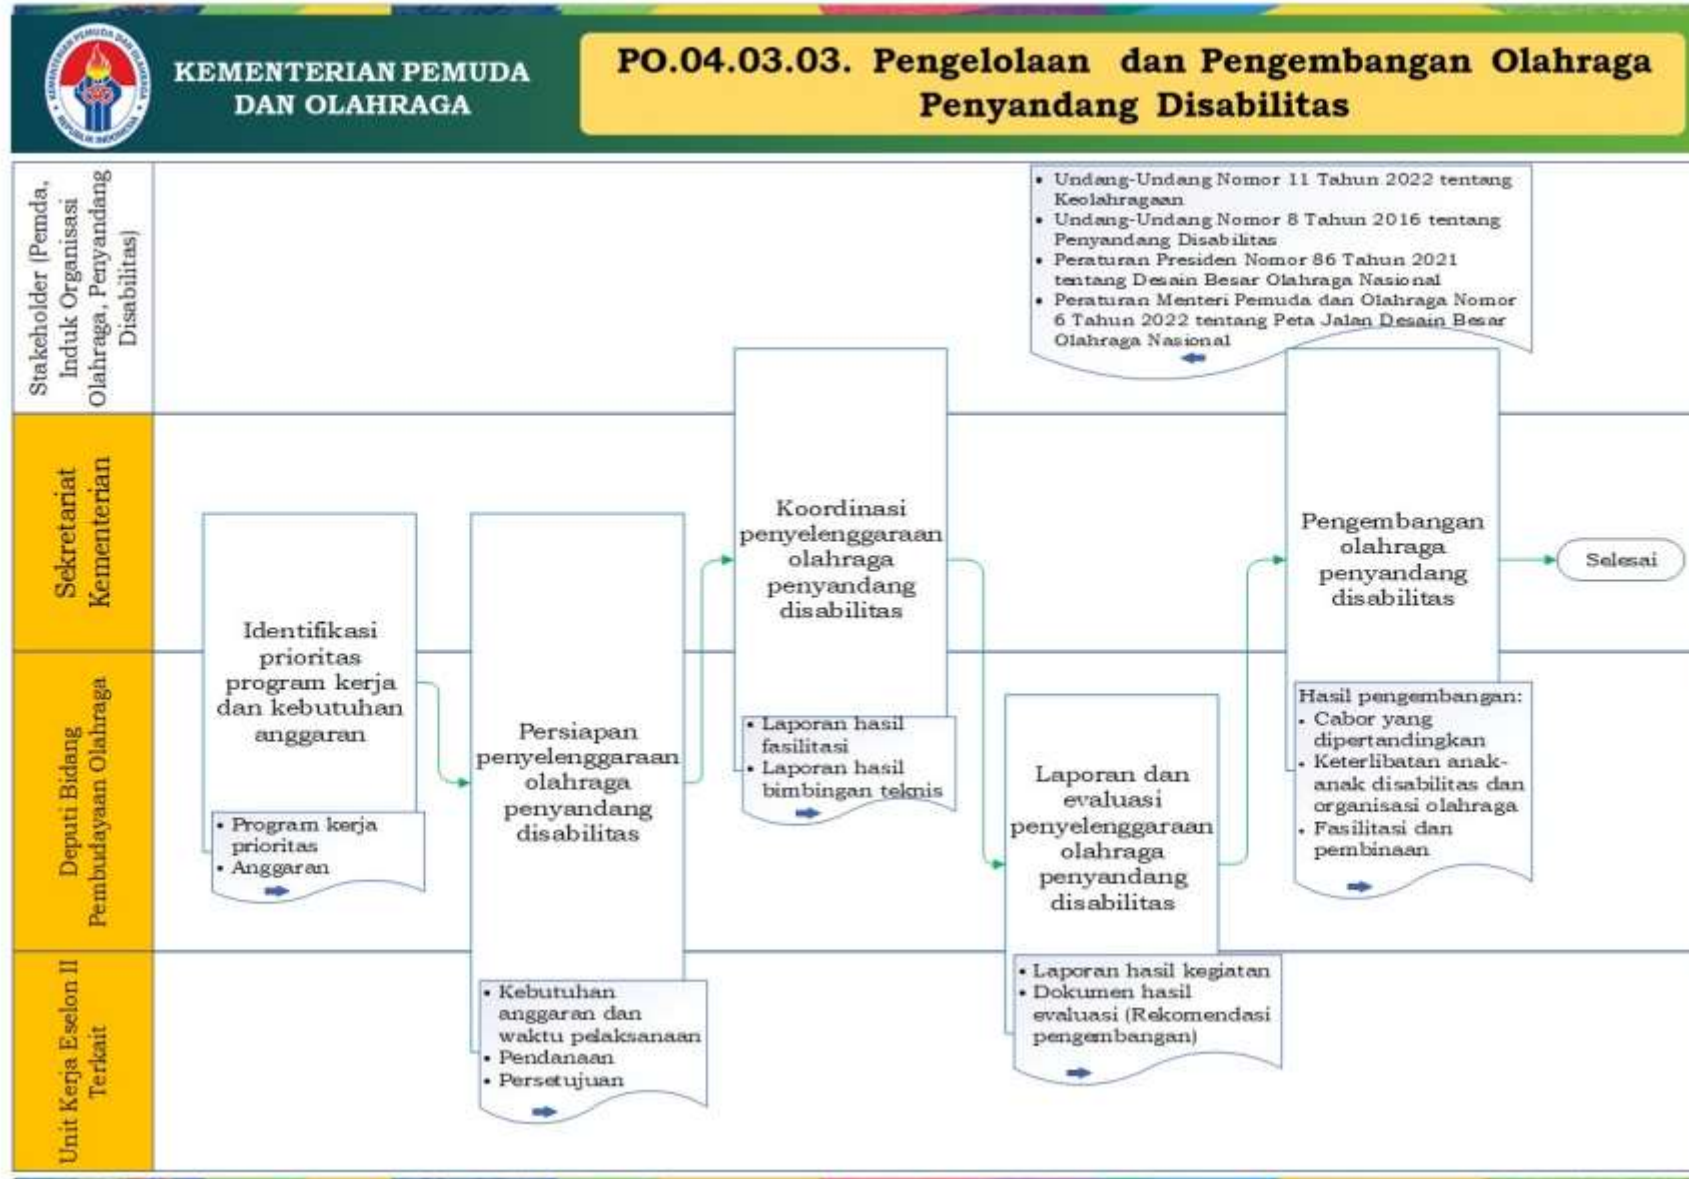 KEMENTERIAN PEMUDA DAN OLAHRAGA
REPUBLIK INDONESIA
KEMENTERIAN PEMUDA
DAN OLAHRAGA
PO.04.03.03. Pengelolaan dan Pengembangan Olahraga
Penyandang Disabilitas
Stakeholder (Pemda,
Induk Organisasi
Olahraga, Penyandang
Disabilitas)
• Undang-Undang Nomor 11 Tahun 2022 tentang
Keolahragaan
• Undang-Undang Nomor 8 Tahun 2016 tentang
Penyandang Disabilitas
• Peraturan Presiden Nomor 86 Tahun 2021
tentang Desain Besar Olahraga Nasional
• Peraturan Menteri Pemuda dan Olahraga Nomor
6 Tahun 2022 tentang Peta Jalan Desain Besar
Olahraga Nasional
Sekretariat
Kementerian
Deputi Bidang
Pembudayaan Olahraga
Unit Kerja Eselon II
Terkait
Identifikasi
prioritas
program kerja
dan kebutuhan
anggaran
• Program kerja
prioritas
• Anggaran
Persiapan
penyelenggaraan
olahraga
penyandang
disabilitas
• Kebutuhan
anggaran dan
waktu pelaksanaan
• Pendanaan
• Persetujuan
Koordinasi
penyelenggaraan
olahraga
penyandang
disabilitas
• Laporan hasil
fasilitasi
• Laporan hasil
bimbingan teknis
Laporan dan
evaluasi
penyelenggaraan
olahraga
penyandang
disabilitas
• Laporan hasil kegiatan
• Dokumen hasil
evaluasi (Rekomendasi
pengembangan)
Pengembangan
olahraga
penyandang
disabilitas
Hasil pengembangan:
• Cabor yang
dipertandingkan
• Keterlibatan anak-
anak disabilitas dan
organisasi olahraga
• Fasilitasi dan
pembinaan
Selesai